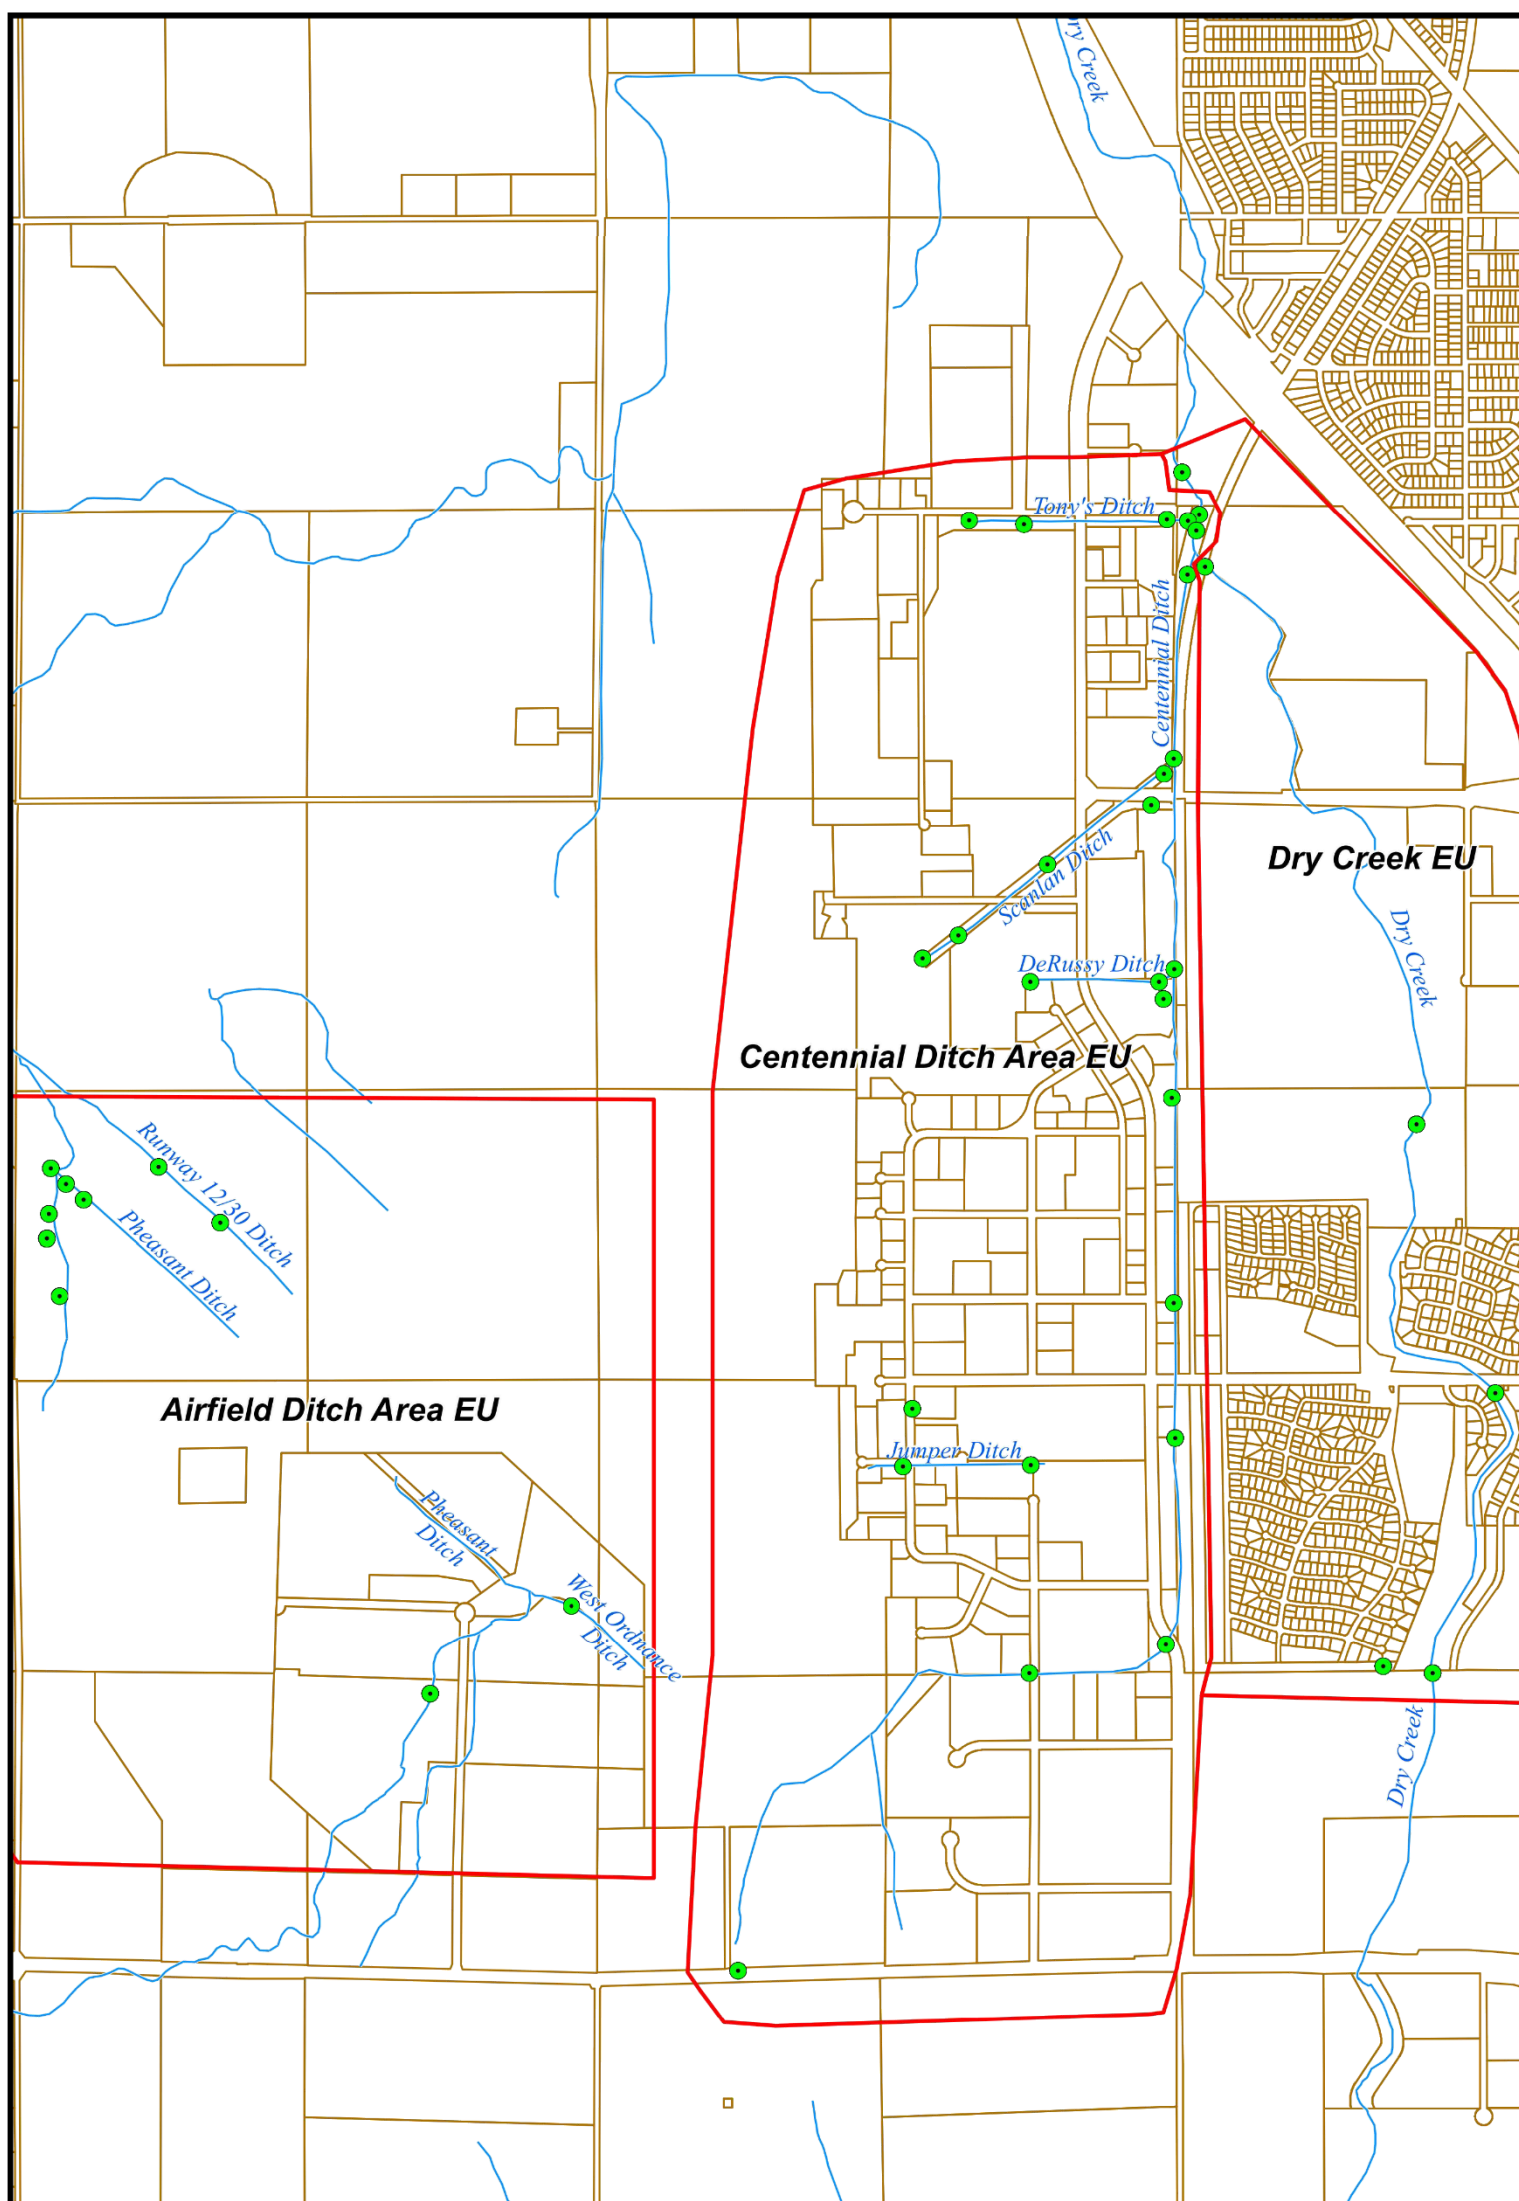 Dry Creek
Tony's Ditch
Centennial Ditch
Scanlan Ditch
Dry Creek EU
Dry Creek
DeRussy Ditch
Centennial Ditch Area EU
Runway 12/30 Ditch
Pheasant Ditch
Airfield Ditch Area EU
Jumper Ditch
Pheasant
Ditch
West Ordnance
Ditch
Dry Creek